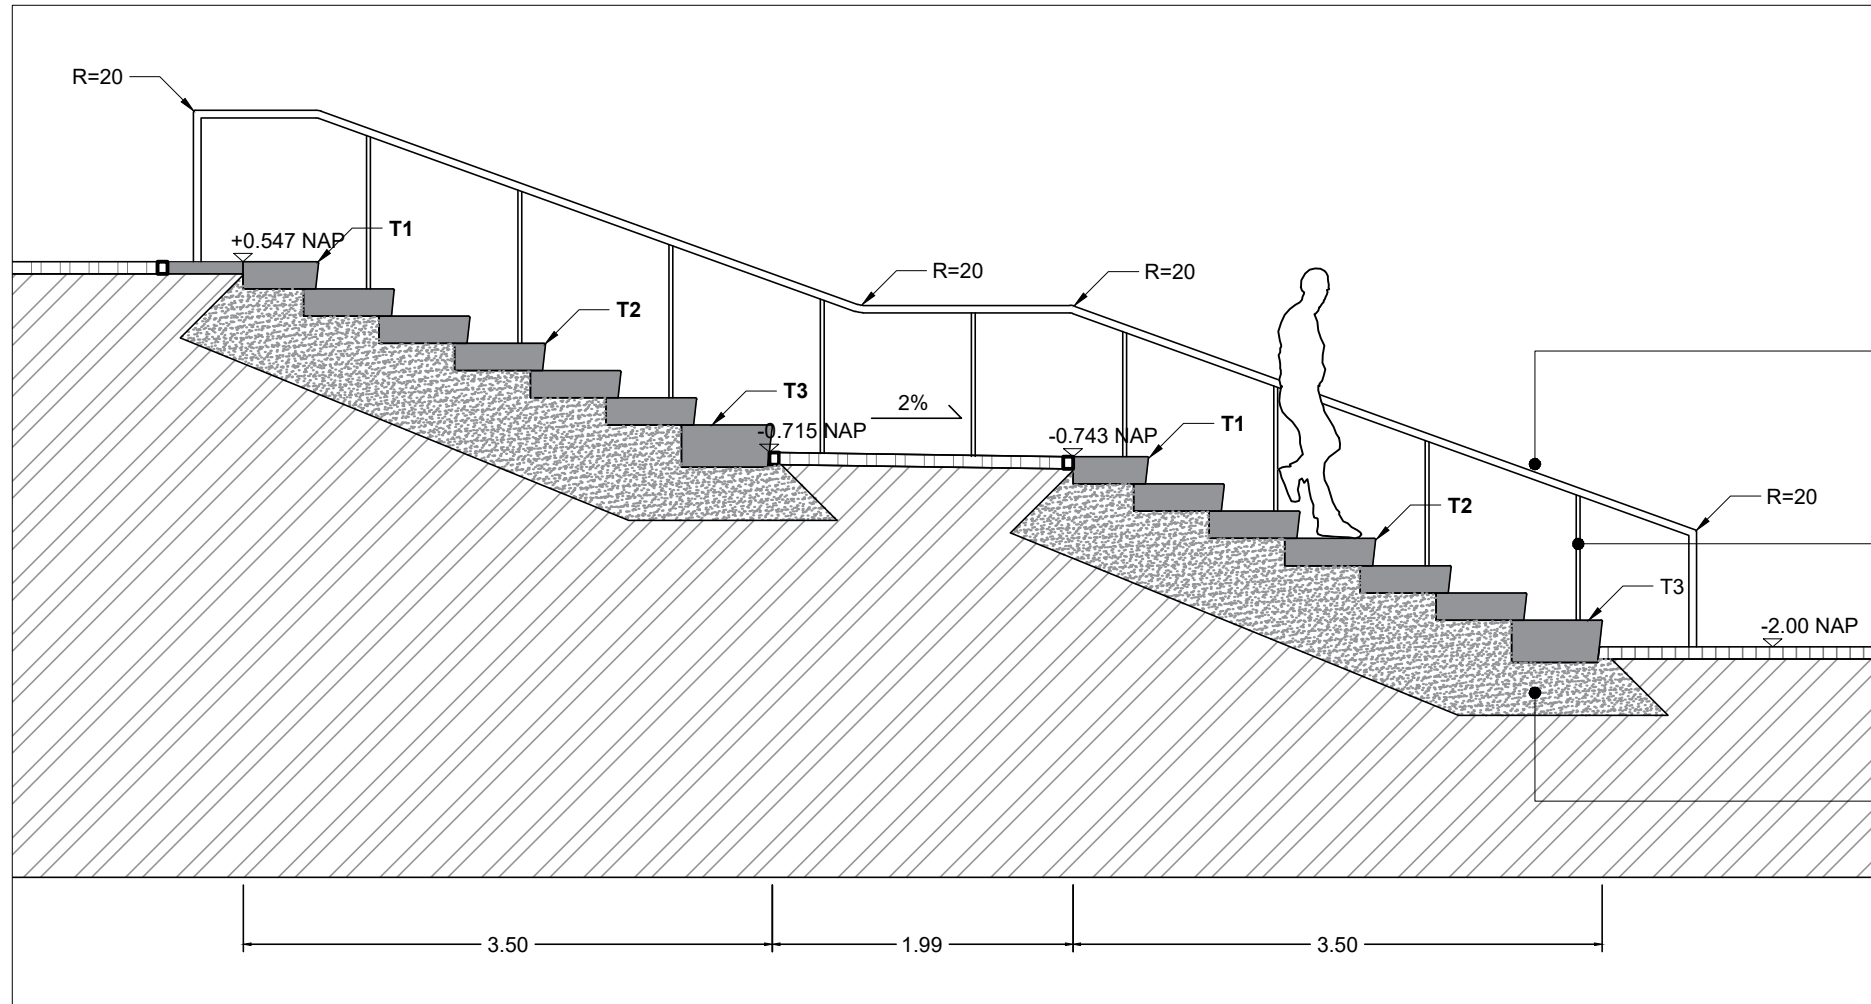 R=20
T1
+0.547 NAP
R=20
R=20
T2
T3
2%
-0.715 NAP
-0.743 NAP
T1
R=20
T2
T3
-2.00 NAP
3.50
1.99
3.50